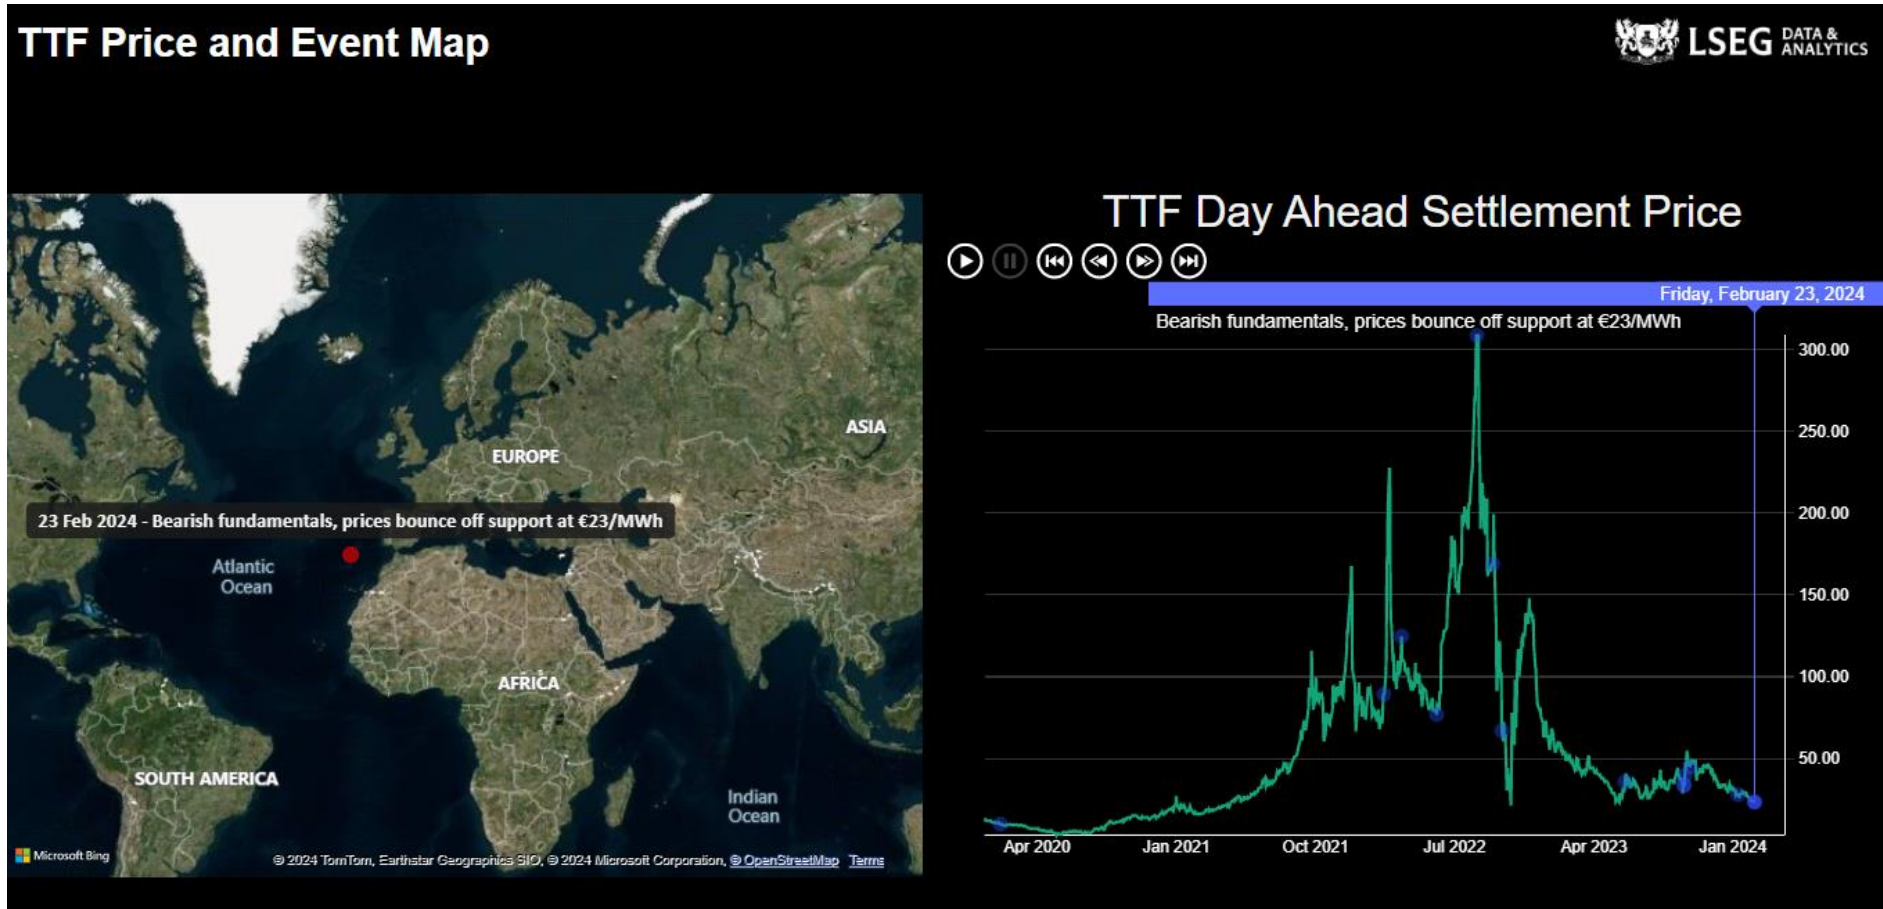 TTF Price and Event Map
LSEG DATA &
ANALYTICS
TTF Day Ahead Settlement Price
Friday, February 23, 2024
Bearish fundamentals, prices bounce off support at €23/MWh
300.00
250.00
200.00
150.00
100.00
50.00
Apr 2020
Jan 2021
Oct 2021
Jul 2022
Apr 2023
Jan 2024
ASIA
EUROPE
23 Feb 2024 - Bearish fundamentals, prices bounce off support at €23/MWh
Atlantic
Ocean
AFRICA
SOUTH AMERICA
Indian
Ocean
Microsoft Bing
© 2024 TomTom, Earthstar Geographics SIO, © 2024 Microsoft Corporation, © OpenStreetMap Terms